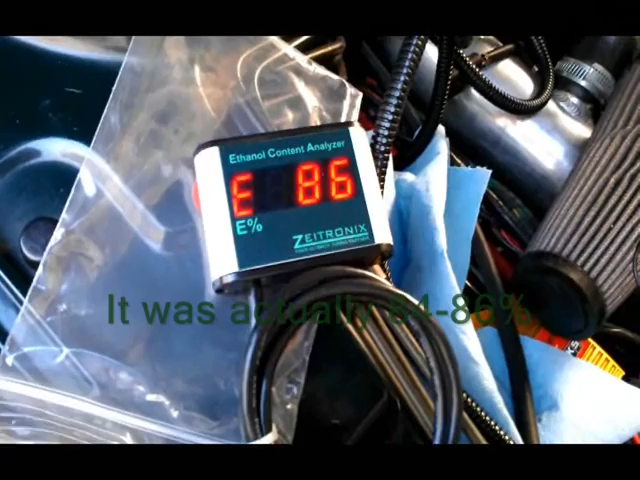 Ethanol Content Analyzer
E 86
E%
ZEITRONIX
It was actually 84-86%